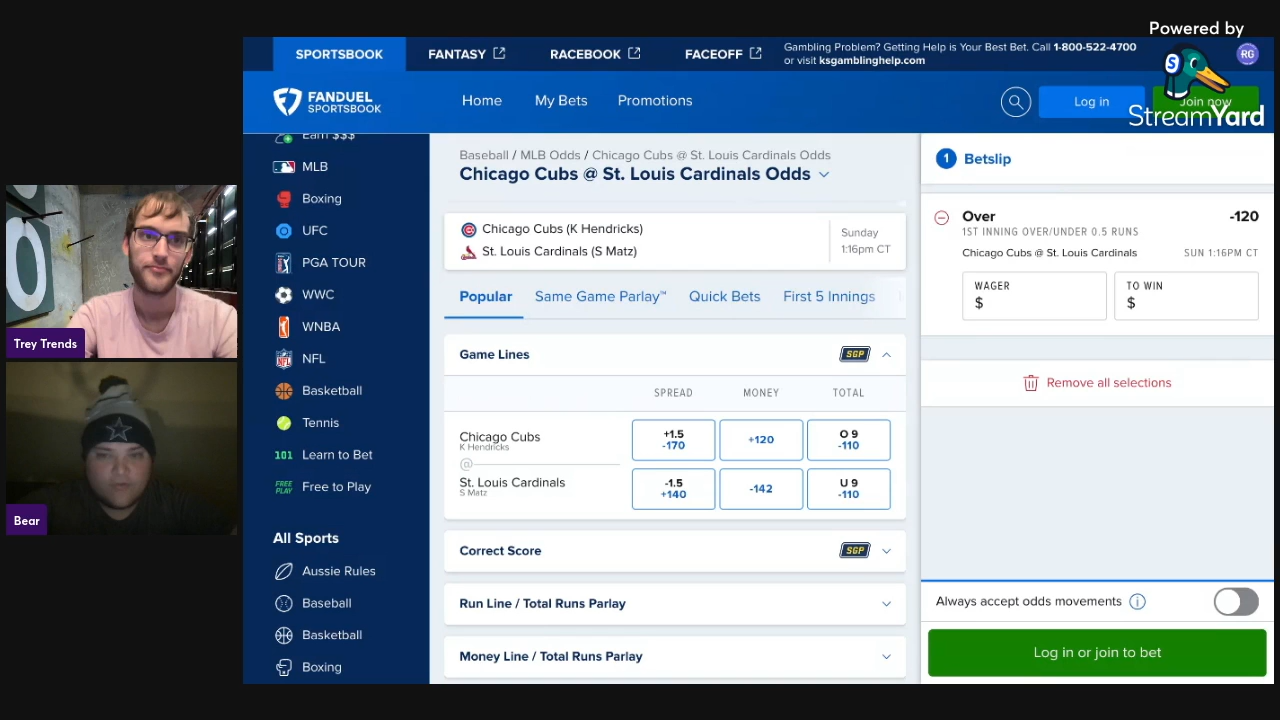 Powered by
StreamYard
SPORTSBOOK
FANTASY
RACEBOOK
FACEOFF
Gambling Problem? Getting Help is Your Best Bet. Call 1-800-522-4700
or visit ksgamblinghelp.com
RG
FANDUEL
SPORTSBOOK
Home
My Bets
Promotions
Log in
Join now
Earn $$$
MLB
Boxing
UFC
PGA TOUR
WWC
WNBA
NFL
Basketball
Tennis
101 Learn to Bet
FREE PLAY Free to Play
All Sports
Aussie Rules
Baseball
Basketball
Boxing
Baseball / MLB Odds / Chicago Cubs @ St. Louis Cardinals Odds
Chicago Cubs @ St. Louis Cardinals Odds
Chicago Cubs (K Hendricks)
St. Louis Cardinals (S Matz)
Sunday
1:16pm CT
Popular
Same Game Parlay™
Quick Bets
First 5 Innings
Game Lines
SGP
SPREAD MONEY TOTAL
Chicago Cubs
K Hendricks
+1.5
-170
+120
O 9
-110
@
St. Louis Cardinals
S Matz
-1.5
+140
-142
U 9
-110
Correct Score
SGP
Run Line / Total Runs Parlay
Money Line / Total Runs Parlay
1 Betslip
Over -120
1ST INNING OVER/UNDER 0.5 RUNS
Chicago Cubs @ St. Louis Cardinals SUN 1:16PM CT
WAGER
$
TO WIN
$
Remove all selections
Always accept odds movements
Log in or join to bet
Trey Trends
Bear